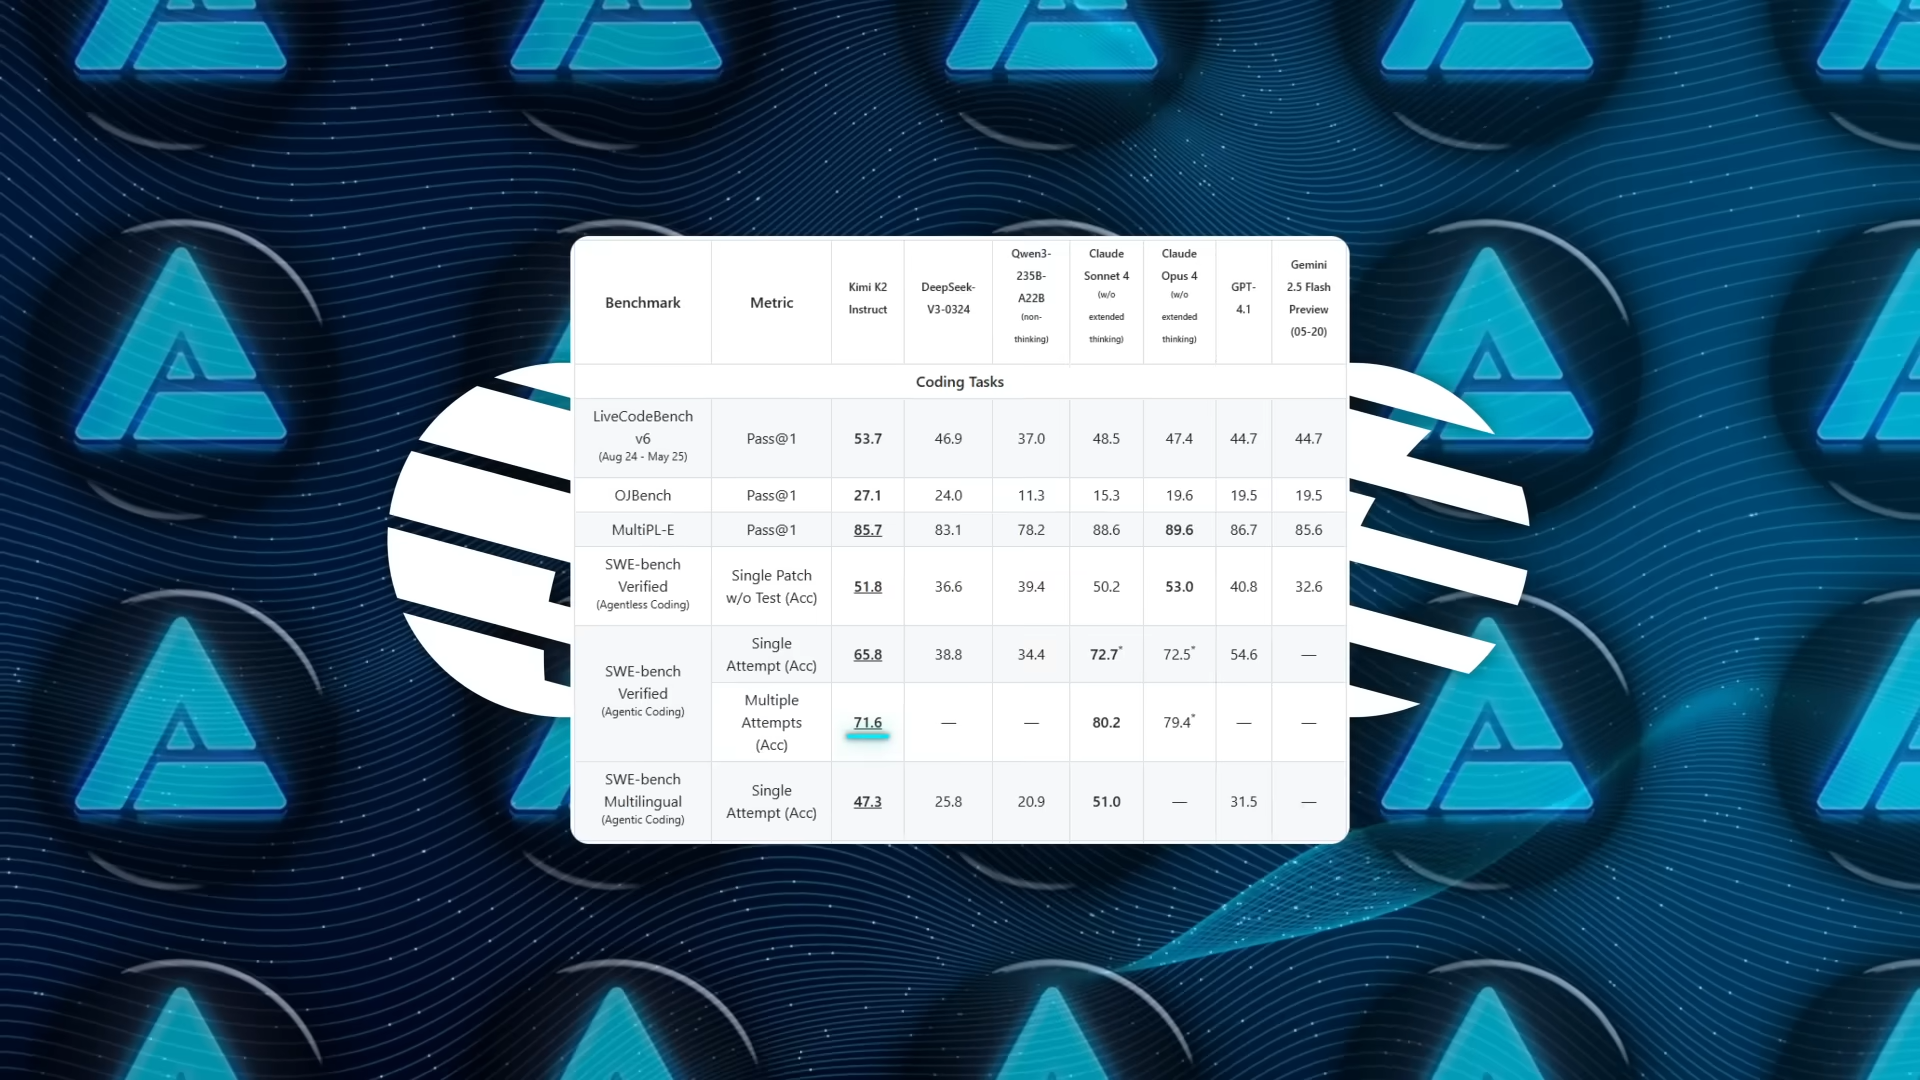 Benchmark
Metric
Kimi K2
Instruct
DeepSeek-
V3-0324
Qwen3-
235B-
A22B
(non-
thinking)
Claude
Sonnet 4
(w/o
extended
thinking)
Claude
Opus 4
(w/o
extended
thinking)
GPT-
4.1
Gemini
2.5 Flash
Preview
(05-20)
Coding Tasks
LiveCodeBench
v6
(Aug 24 - May 25)
Pass@1
53.7
46.9
37.0
48.5
47.4
44.7
44.7
OJBench
Pass@1
27.1
24.0
11.3
15.3
19.6
19.5
19.5
MultiPL-E
Pass@1
85.7
83.1
78.2
88.6
89.6
86.7
85.6
SWE-bench
Verified
(Agentless Coding)
Single Patch
w/o Test (Acc)
51.8
36.6
39.4
50.2
53.0
40.8
32.6
SWE-bench
Verified
(Agentic Coding)
Single
Attempt (Acc)
65.8
38.8
34.4
72.7*
72.5*
54.6
—
Multiple
Attempts
(Acc)
71.6
—
—
80.2
79.4*
—
—
SWE-bench
Multilingual
(Agentic Coding)
Single
Attempt (Acc)
47.3
25.8
20.9
51.0
—
31.5
—